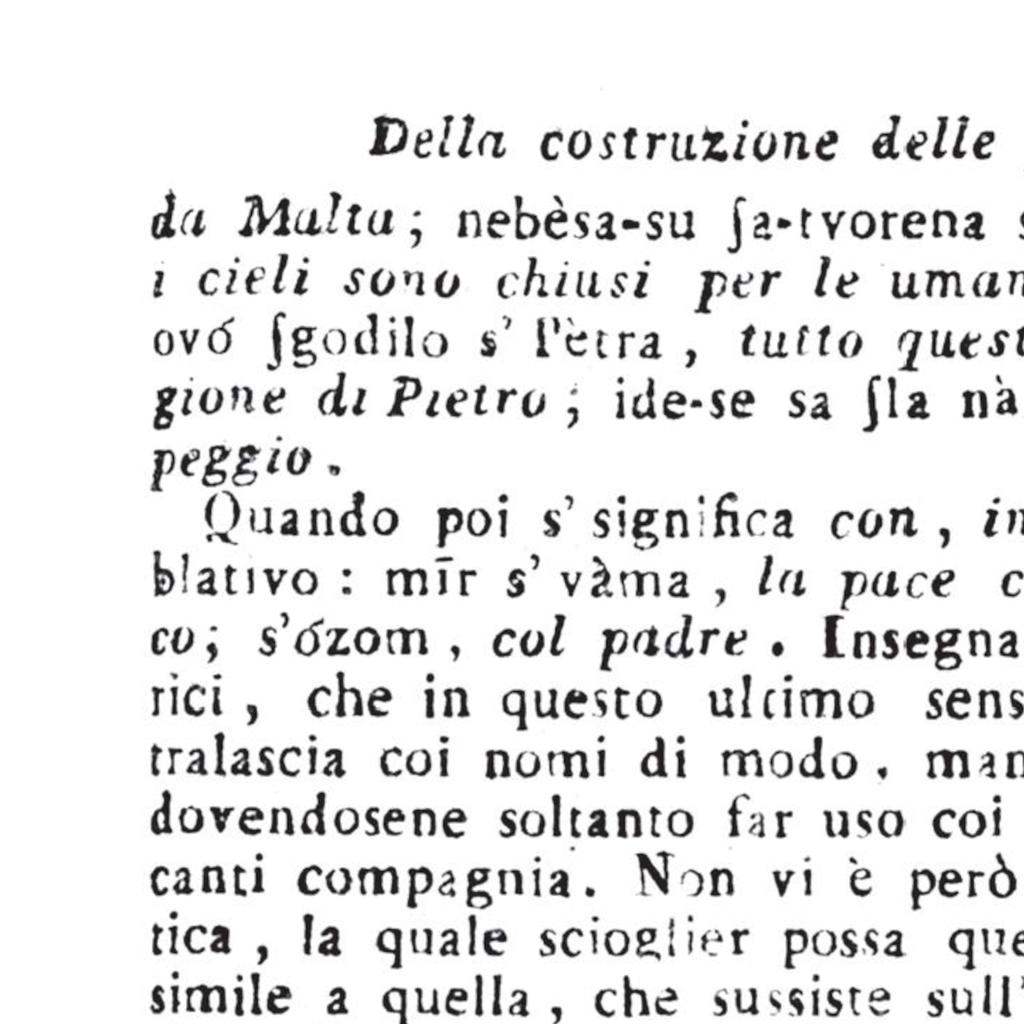 Della costruzione delle
da Malta; nebèsa-su ſa-tvorena
i cieli sono chiusi per le uman
ovó ſgodilo s' P'ètra, tutto quest
gione di Pietro; ide-se sa ſla nà
peggio.
Quando poi s' significa con, in
blativo: mīr s' vàma, la pace c
co; s'ózom, col padre. Insegna
rici, che in questo ultimo sens
tralascia coi nomi di modo, man
dovendosene soltanto far uso coi
canti compagnia. Non vi è però
tica, la quale scioglier possa que
simile a quella, che sussiste sull'